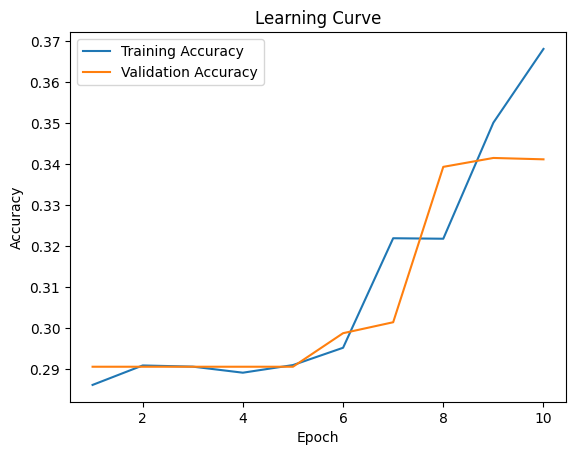 Learning Curve
Training Accuracy
Validation Accuracy
0.37
0.36
0.35
0.34
0.33
0.32
0.31
0.30
0.29
Accuracy
2 4 6 8 10
Epoch